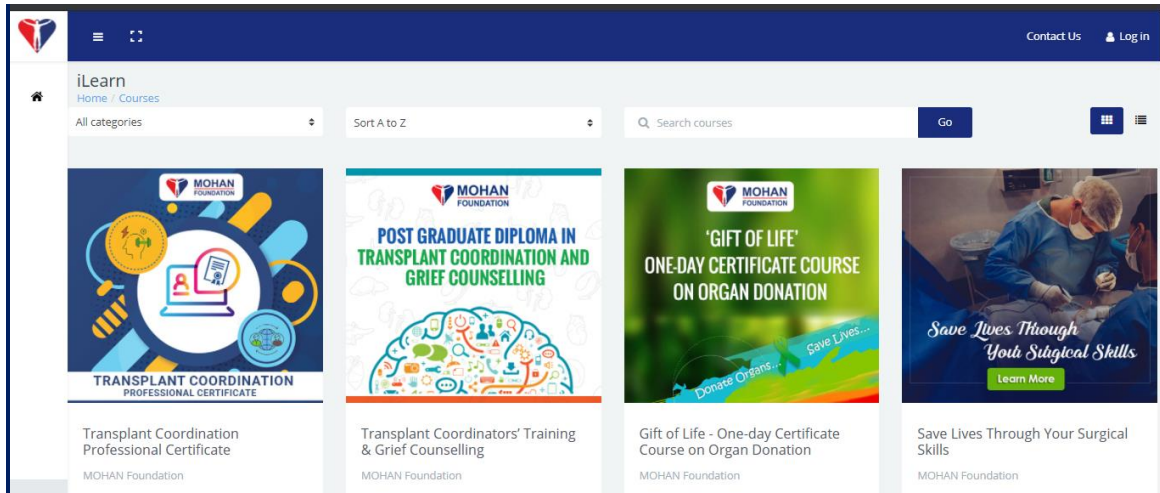 Contact Us
Log in
iLearn
Home / Courses
All categories
Sort A to Z
Search courses
Go
MOHAN
FOUNDATION
TRANSPLANT COORDINATION
PROFESSIONAL CERTIFICATE
MOHAN
FOUNDATION
POST GRADUATE DIPLOMA IN
TRANSPLANT COORDINATION AND
GRIEF COUNSELLING
MOHAN
FOUNDATION
'GIFT OF LIFE'
ONE-DAY CERTIFICATE COURSE
ON ORGAN DONATION
Donate Organs... Save Lives...
Save Lives Through
Your Surgical Skills
Learn More
Transplant Coordination
Professional Certificate
MOHAN Foundation
Transplant Coordinators' Training
& Grief Counselling
MOHAN Foundation
Gift of Life - One-day Certificate
Course on Organ Donation
MOHAN Foundation
Save Lives Through Your Surgical
Skills
MOHAN Foundation